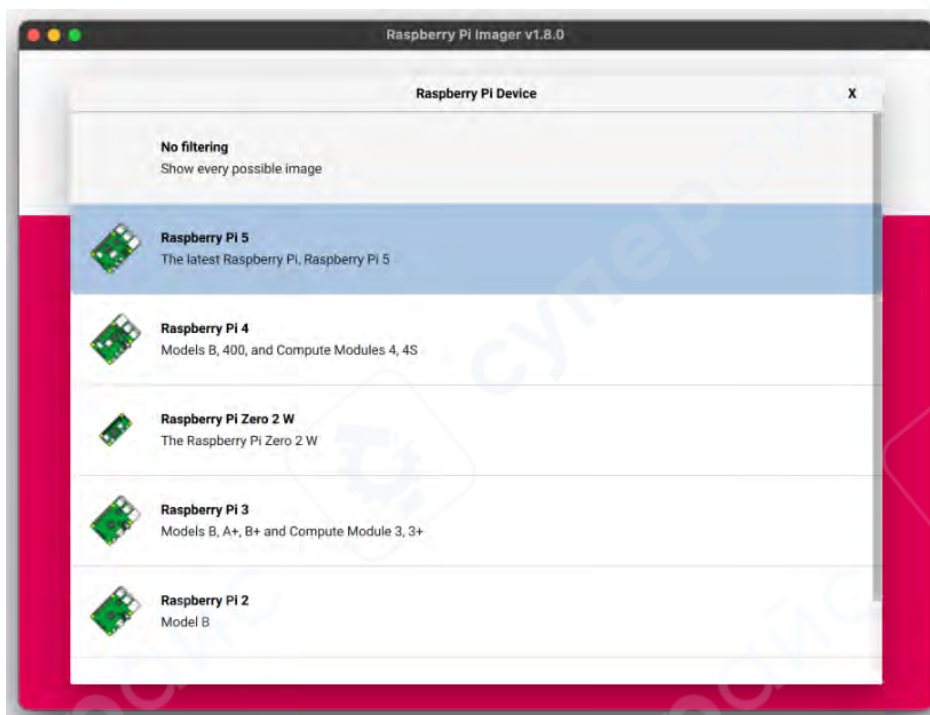 Raspberry Pi Imager v1.8.0
Raspberry Pi Device
X
No filtering
Show every possible image
Raspberry Pi 5
The latest Raspberry Pi, Raspberry Pi 5
Raspberry Pi 4
Models B, 400, and Compute Modules 4, 4S
Raspberry Pi Zero 2 W
The Raspberry Pi Zero 2 W
Raspberry Pi 3
Models B, A+, B+ and Compute Module 3, 3+
Raspberry Pi 2
Model B